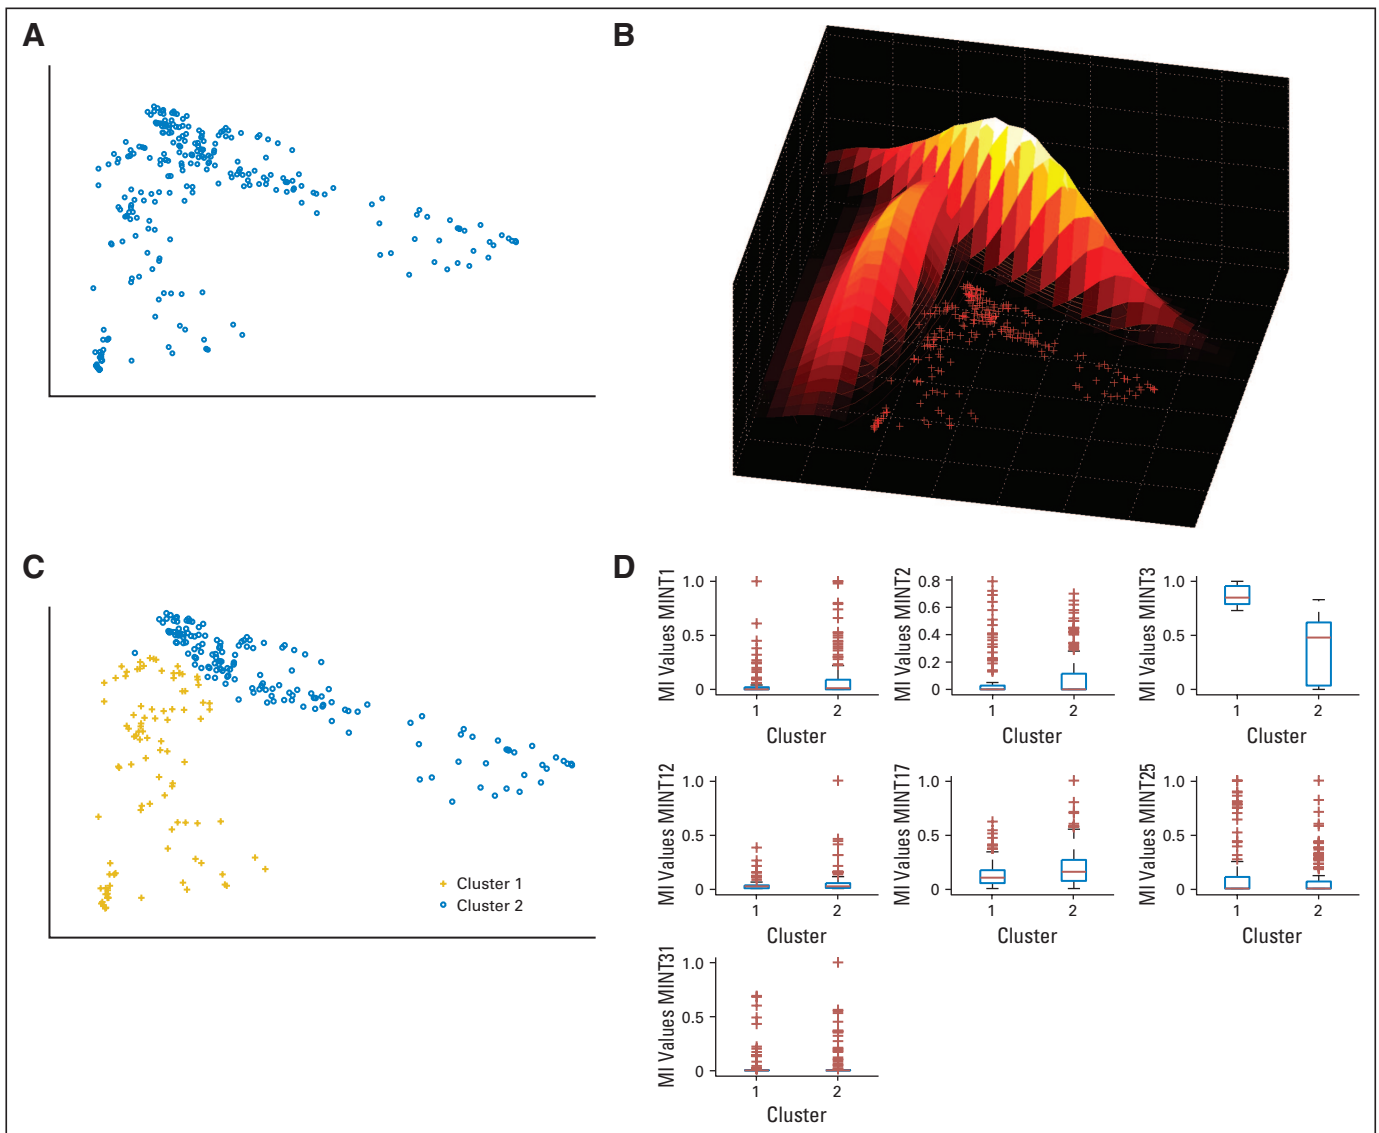 A
B
C
Cluster 1
Cluster 2
D
MI Values MINT1
1.0
0.5
0
1 2
Cluster
MI Values MINT2
0.8
0.6
0.4
0.2
0
1 2
Cluster
MI Values MINT3
1.0
0.5
0
1 2
Cluster
MI Values MINT12
1.0
0.5
0
1 2
Cluster
MI Values MINT17
1.0
0.5
0
1 2
Cluster
MI Values MINT25
1.0
0.5
0
1 2
Cluster
MI Values MINT31
1.0
0.5
0
1 2
Cluster